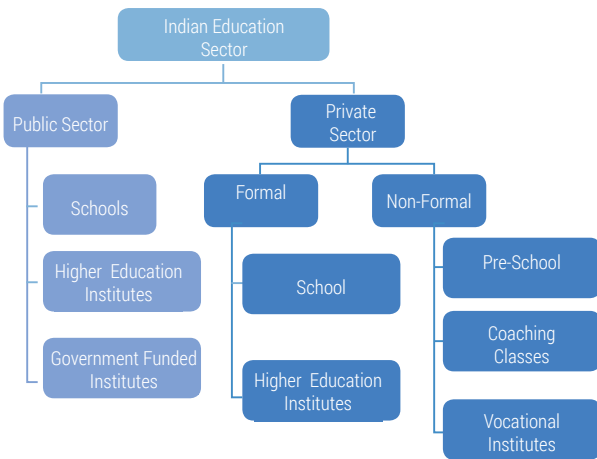 Indian Education
Sector
Public Sector
Private
Sector
Schools
Higher Education
Institutes
Government Funded
Institutes
Formal
Non-Formal
School
Higher Education
Institutes
Pre-School
Coaching
Classes
Vocational
Institutes